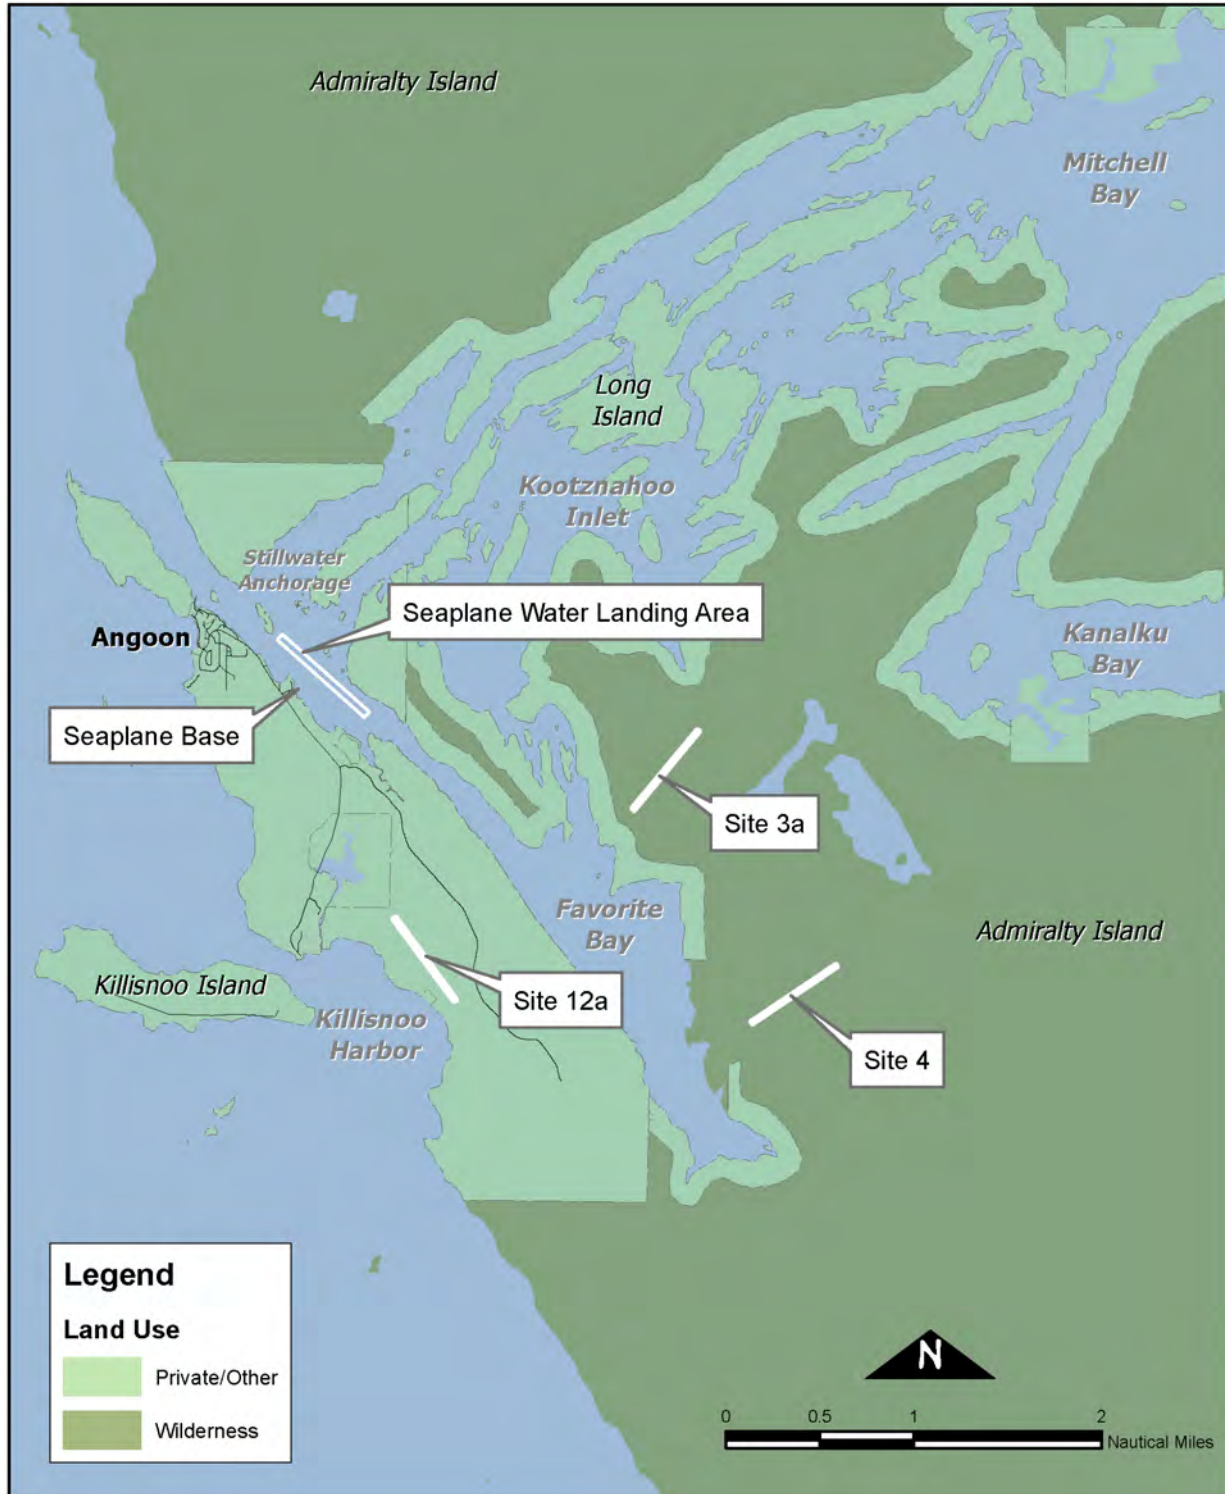 Admiralty Island
Mitchell
Bay
Long
Island
Kootznahoo
Inlet
Stillwater
Anchorage
Seaplane Water Landing Area
Angoon
Kanalku
Bay
Seaplane Base
Site 3a
Favorite
Bay
Admiralty Island
Killisnoo Island
Site 12a
Killisnoo
Harbor
Site 4
Legend
Land Use
Private/Other
Wilderness
N
0 0.5 1 2
Nautical Miles